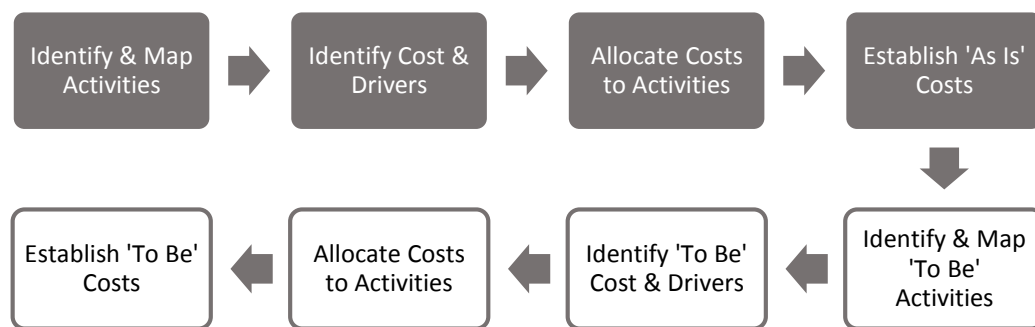 Identify & Map
Activities
Identify Cost &
Drivers
Allocate Costs
to Activities
Establish 'As Is'
Costs
Identify & Map
'To Be'
Activities
Identify 'To Be'
Cost & Drivers
Allocate Costs
to Activities
Establish 'To Be'
Costs